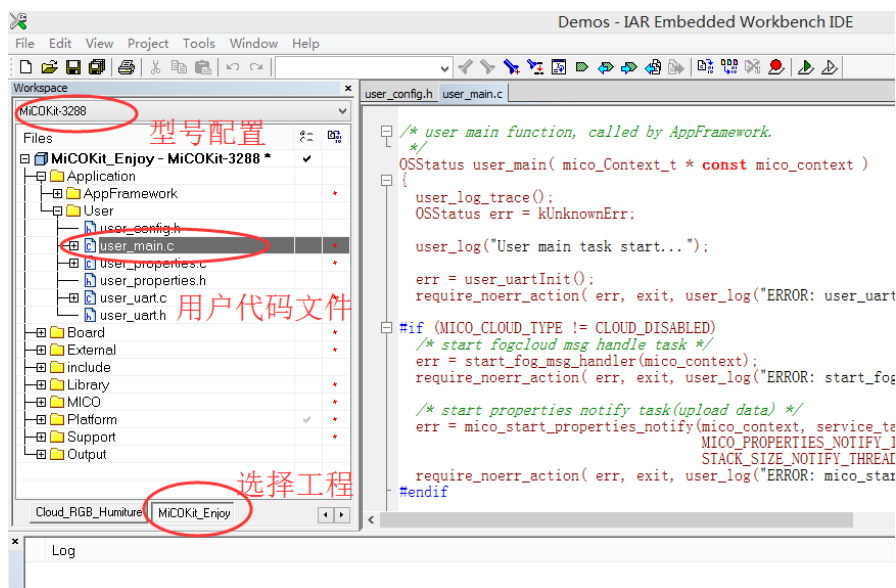 Demos - IAR Embedded Workbench IDE
File Edit View Project Tools Window Help
Workspace
MiCOKit-3288
型号配置
Files
MiCOKit_Enjoy - MiCOKit-3288 *
Application
AppFramework
User
user_config.h
user_main.c
user_properties.c
user_properties.h
user_uart.c
user_uart.h
用户代码文件
Board
External
include
Library
MICO
Platform
Support
Output
选择工程
Cloud_RGB_Humiture MiCOKit_Enjoy
user_config.h user_main.c
/* user main function, called by AppFramework.
*/
OSStatus user_main( mico_Context_t * const mico_context )
{
user_log_trace();
OSStatus err = kUnknownErr;
user_log("User main task start...");
err = user_uartInit();
require_noerr_action( err, exit, user_log("ERROR: user_uart
#if (MICO_CLOUD_TYPE != CLOUD_DISABLED)
/* start fogcloud msg handle task */
err = start_fog_msg_handler(mico_context);
require_noerr_action( err, exit, user_log("ERROR: start_fog
/* start properties notify task(upload data) */
err = mico_start_properties_notify(mico_context, service_ta
MICO_PROPERTIES_NOTIFY_I
STACK_SIZE_NOTIFY_THREAD
require_noerr_action( err, exit, user_log("ERROR: mico_star
#endif
Log